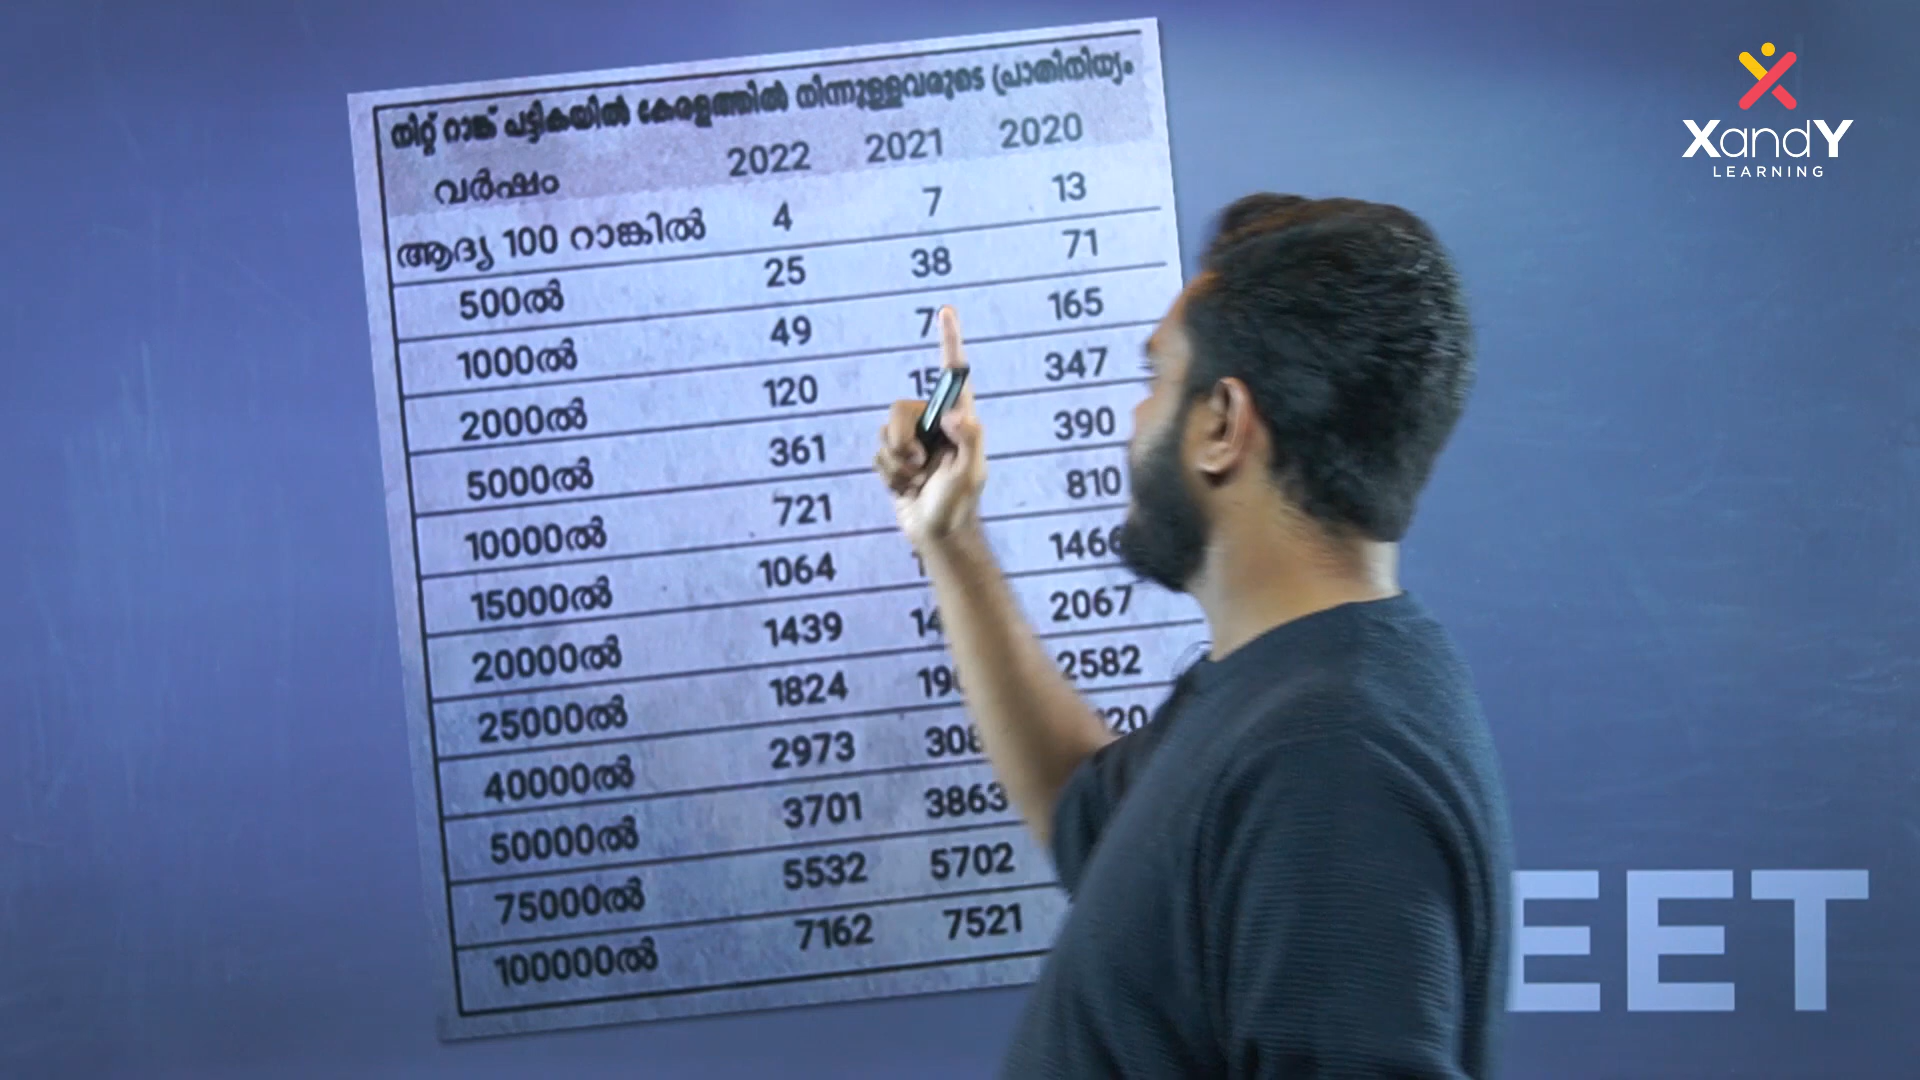 നീറ്റ് റാങ്ക് പട്ടികയിൽ കേരളത്തിൽ നിന്നുള്ളവരുടെ പ്രാതിനിധ്യം
വർഷം 2022 2021 2020
ആദ്യ 100 റാങ്കിൽ 4 7 13
500ൽ 25 38 71
1000ൽ 49 165
2000ൽ 120 347
5000ൽ 361 390
10000ൽ 721 810
15000ൽ 1064 1466
20000ൽ 1439 2067
25000ൽ 1824 2582
40000ൽ 2973
50000ൽ 3701 3863
75000ൽ 5532 5702
100000ൽ 7162 7521
XandY
LEARNING
EET